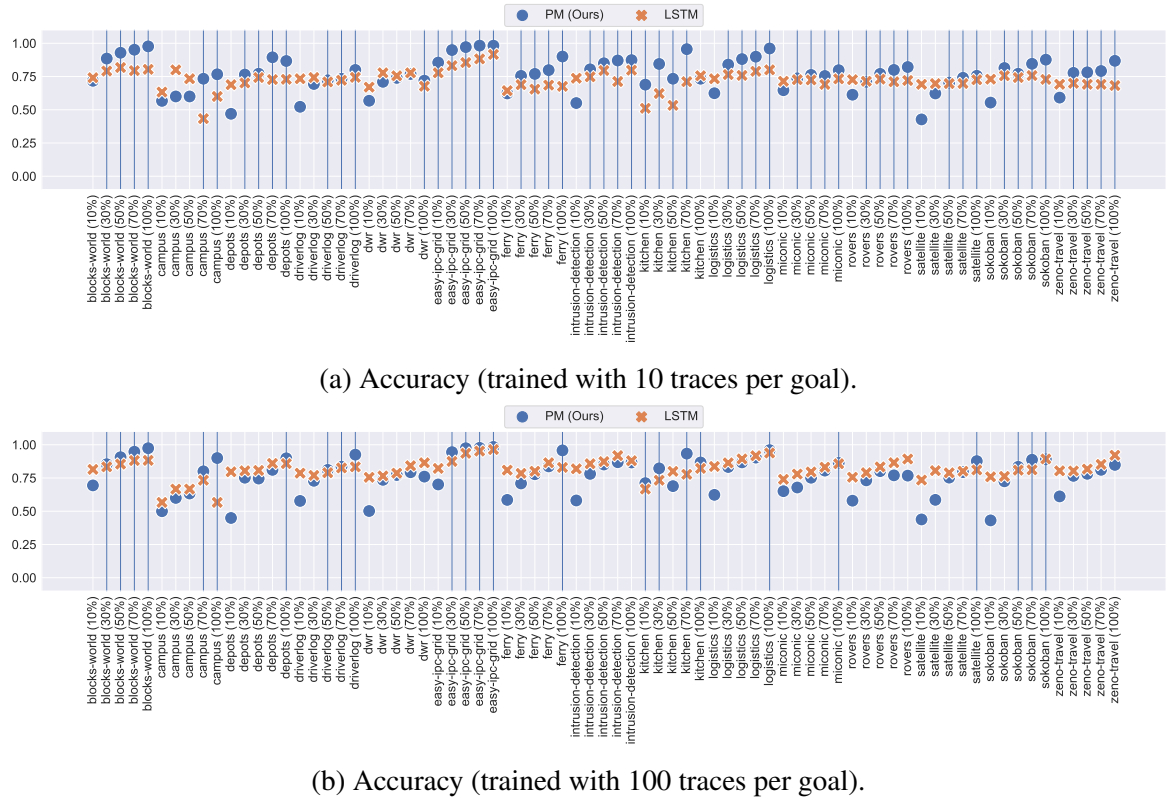 PM (Ours) LSTM
1.00
0.75
0.50
0.25
0.00
blocks-world (10%)
blocks-world (30%)
blocks-world (50%)
blocks-world (70%)
blocks-world (100%)
campus (10%)
campus (30%)
campus (50%)
campus (70%)
campus (100%)
depots (10%)
depots (30%)
depots (50%)
depots (70%)
depots (100%)
driverlog (10%)
driverlog (30%)
driverlog (50%)
driverlog (70%)
driverlog (100%)
dwr (10%)
dwr (30%)
dwr (50%)
dwr (70%)
dwr (100%)
easy-ipc-grid (10%)
easy-ipc-grid (30%)
easy-ipc-grid (50%)
easy-ipc-grid (70%)
easy-ipc-grid (100%)
ferry (10%)
ferry (30%)
ferry (50%)
ferry (70%)
ferry (100%)
intrusion-detection (10%)
intrusion-detection (30%)
intrusion-detection (50%)
intrusion-detection (70%)
intrusion-detection (100%)
kitchen (10%)
kitchen (30%)
kitchen (50%)
kitchen (70%)
kitchen (100%)
logistics (10%)
logistics (30%)
logistics (50%)
logistics (70%)
logistics (100%)
miconic (10%)
miconic (30%)
miconic (50%)
miconic (70%)
miconic (100%)
rovers (10%)
rovers (30%)
rovers (50%)
rovers (70%)
rovers (100%)
satellite (10%)
satellite (30%)
satellite (50%)
satellite (70%)
satellite (100%)
sokoban (10%)
sokoban (30%)
sokoban (50%)
sokoban (70%)
sokoban (100%)
zeno-travel (10%)
zeno-travel (30%)
zeno-travel (50%)
zeno-travel (70%)
zeno-travel (100%)
(a) Accuracy (trained with 10 traces per goal).
PM (Ours) LSTM
1.00
0.75
0.50
0.25
0.00
blocks-world (10%)
blocks-world (30%)
blocks-world (50%)
blocks-world (70%)
blocks-world (100%)
campus (10%)
campus (30%)
campus (50%)
campus (70%)
campus (100%)
depots (10%)
depots (30%)
depots (50%)
depots (70%)
depots (100%)
driverlog (10%)
driverlog (30%)
driverlog (50%)
driverlog (70%)
driverlog (100%)
dwr (10%)
dwr (30%)
dwr (50%)
dwr (70%)
dwr (100%)
easy-ipc-grid (10%)
easy-ipc-grid (30%)
easy-ipc-grid (50%)
easy-ipc-grid (70%)
easy-ipc-grid (100%)
ferry (10%)
ferry (30%)
ferry (50%)
ferry (70%)
ferry (100%)
intrusion-detection (10%)
intrusion-detection (30%)
intrusion-detection (50%)
intrusion-detection (70%)
intrusion-detection (100%)
kitchen (10%)
kitchen (30%)
kitchen (50%)
kitchen (70%)
kitchen (100%)
logistics (10%)
logistics (30%)
logistics (50%)
logistics (70%)
logistics (100%)
miconic (10%)
miconic (30%)
miconic (50%)
miconic (70%)
miconic (100%)
rovers (10%)
rovers (30%)
rovers (50%)
rovers (70%)
rovers (100%)
satellite (10%)
satellite (30%)
satellite (50%)
satellite (70%)
satellite (100%)
sokoban (10%)
sokoban (30%)
sokoban (50%)
sokoban (70%)
sokoban (100%)
zeno-travel (10%)
zeno-travel (30%)
zeno-travel (50%)
zeno-travel (70%)
zeno-travel (100%)
(b) Accuracy (trained with 100 traces per goal).